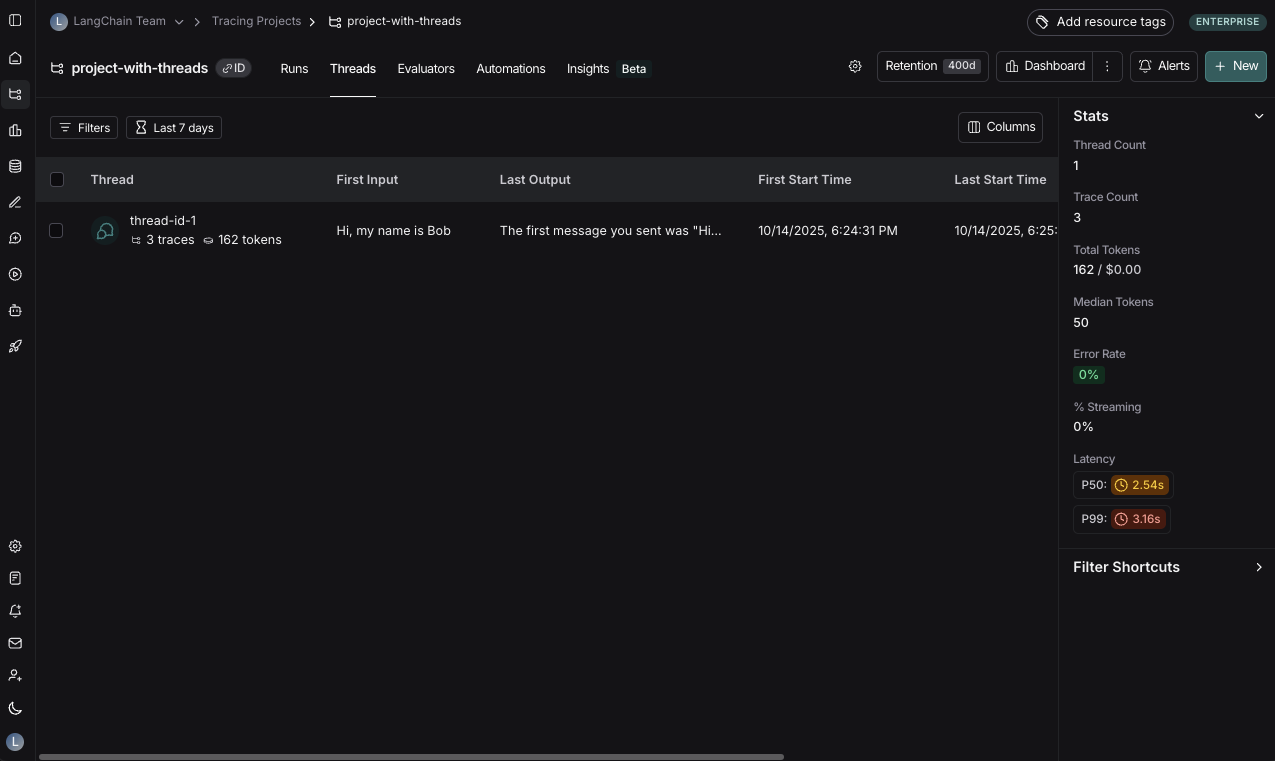 L LangChain Team Tracing Projects project-with-threads Add resource tags ENTERPRISE
project-with-threads ID Runs Threads Evaluators Automations Insights Beta Retention 400d Dashboard Alerts + New
Filters Last 7 days Columns
Thread First Input Last Output First Start Time Last Start Time
thread-id-1
3 traces 162 tokens
Hi, my name is Bob The first message you sent was "Hi... 10/14/2025, 6:24:31 PM 10/14/2025, 6:25:
Stats
Thread Count
1
Trace Count
3
Total Tokens
162 / $0.00
Median Tokens
50
Error Rate
0%
% Streaming
0%
Latency
P50: 2.54s
P99: 3.16s
Filter Shortcuts
L